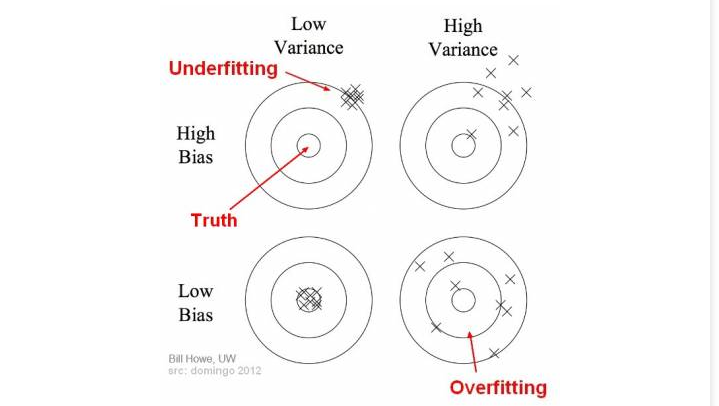 Low
Variance
High
Variance
Underfitting
High
Bias
Truth
Low
Bias
Bill Howe, UW
src: domingo 2012
Overfitting